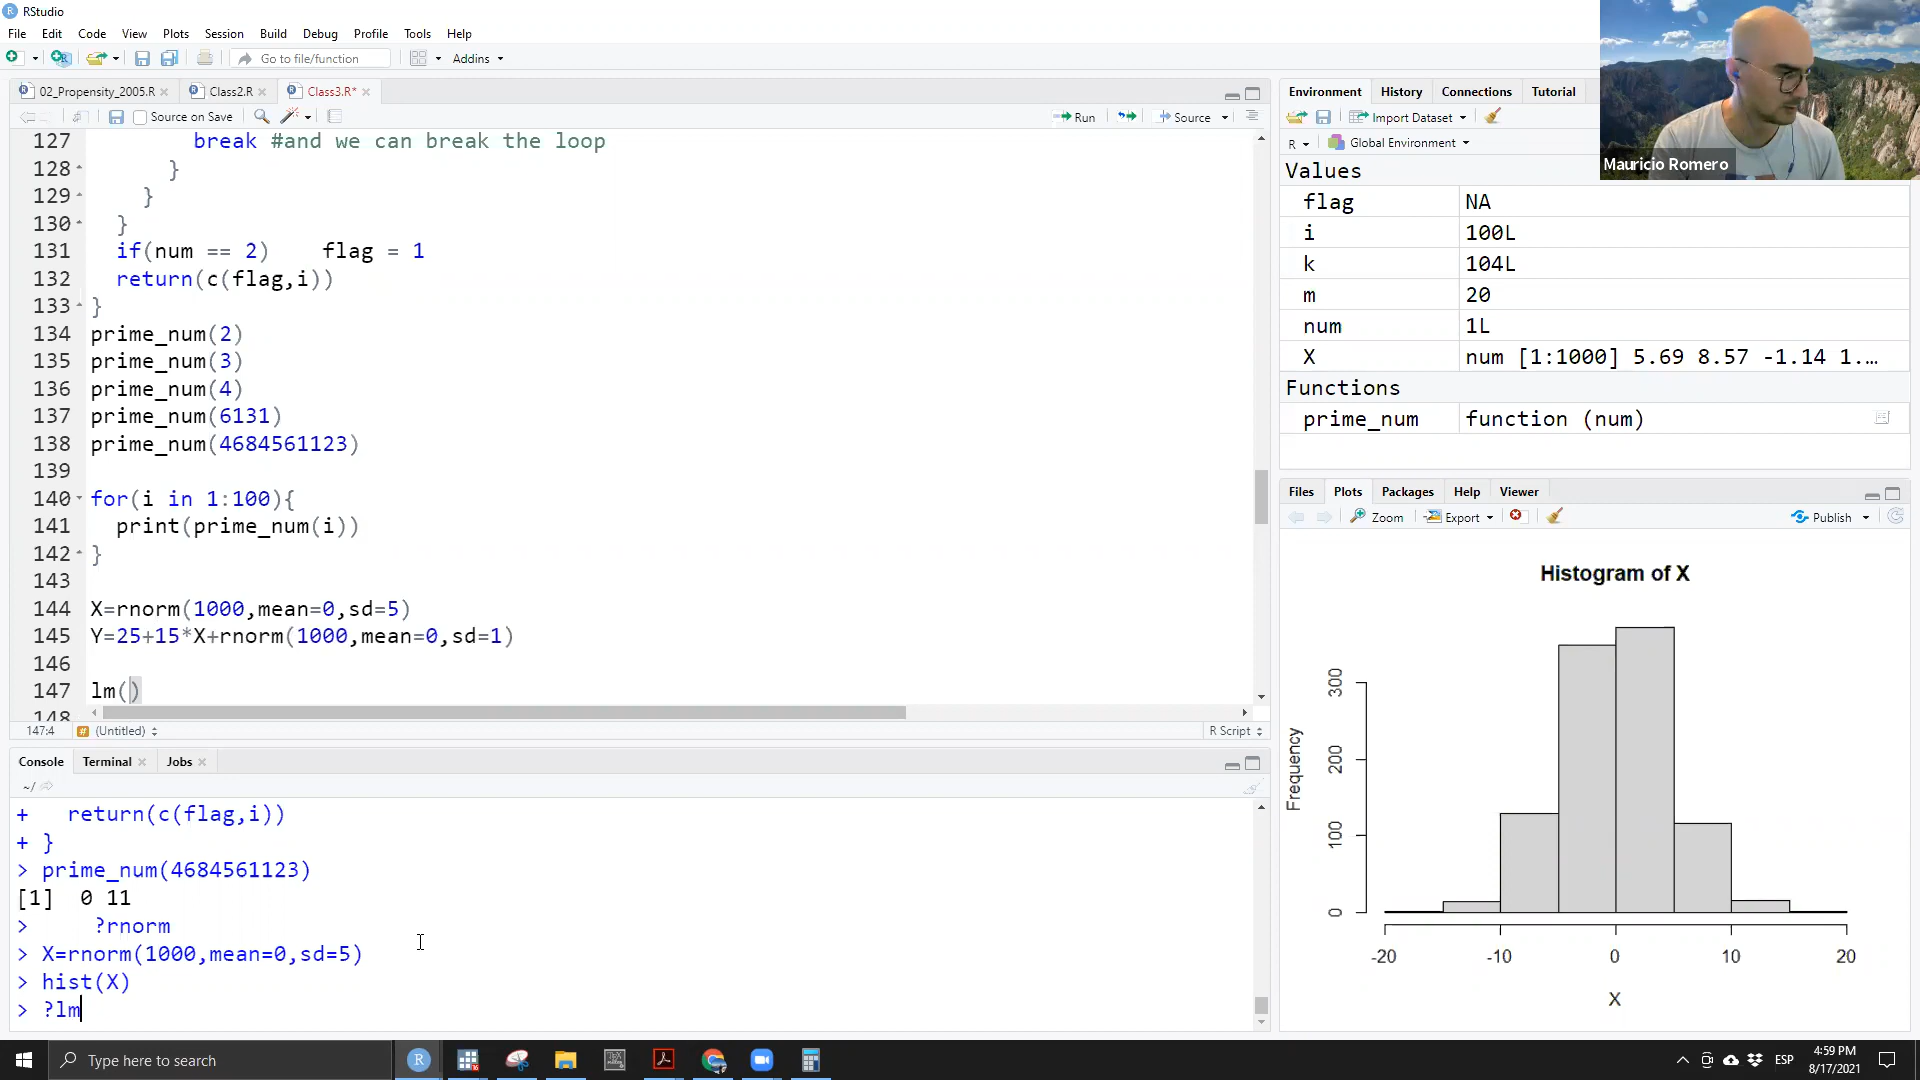 RStudio
File Edit Code View Plots Session Build Debug Profile Tools Help
Go to file/function Addins
02_Propensity_2005.R Class2.R Class3.R*
Source on Save Run Source
127 break #and we can break the loop
128 }
129 }
130 }
131 if(num == 2) flag = 1
132 return(c(flag,i))
133 }
134 prime_num(2)
135 prime_num(3)
136 prime_num(4)
137 prime_num(6131)
138 prime_num(4684561123)
139
140 for(i in 1:100){
141 print(prime_num(i))
142 }
143
144 X=rnorm(1000,mean=0,sd=5)
145 Y=25+15*X+rnorm(1000,mean=0,sd=1)
146
147 lm()
148
147:4 # (Untitled) R Script
Console Terminal Jobs
~/
+ return(c(flag,i))
+ }
> prime_num(4684561123)
[1] 0 11
> ?rnorm
> X=rnorm(1000,mean=0,sd=5)
> hist(X)
> ?lm
Environment History Connections Tutorial
Import Dataset
R Global Environment
Values
flag NA
i 100L
k 104L
m 20
num 1L
X num [1:1000] 5.69 8.57 -1.14 1.…
Functions
prime_num function (num)
Files Plots Packages Help Viewer
Zoom Export Publish
Histogram of X
Frequency
300
200
100
0
-20 -10 0 10 20
X
Mauricio Romero
Type here to search
ESP
4:59 PM
8/17/2021